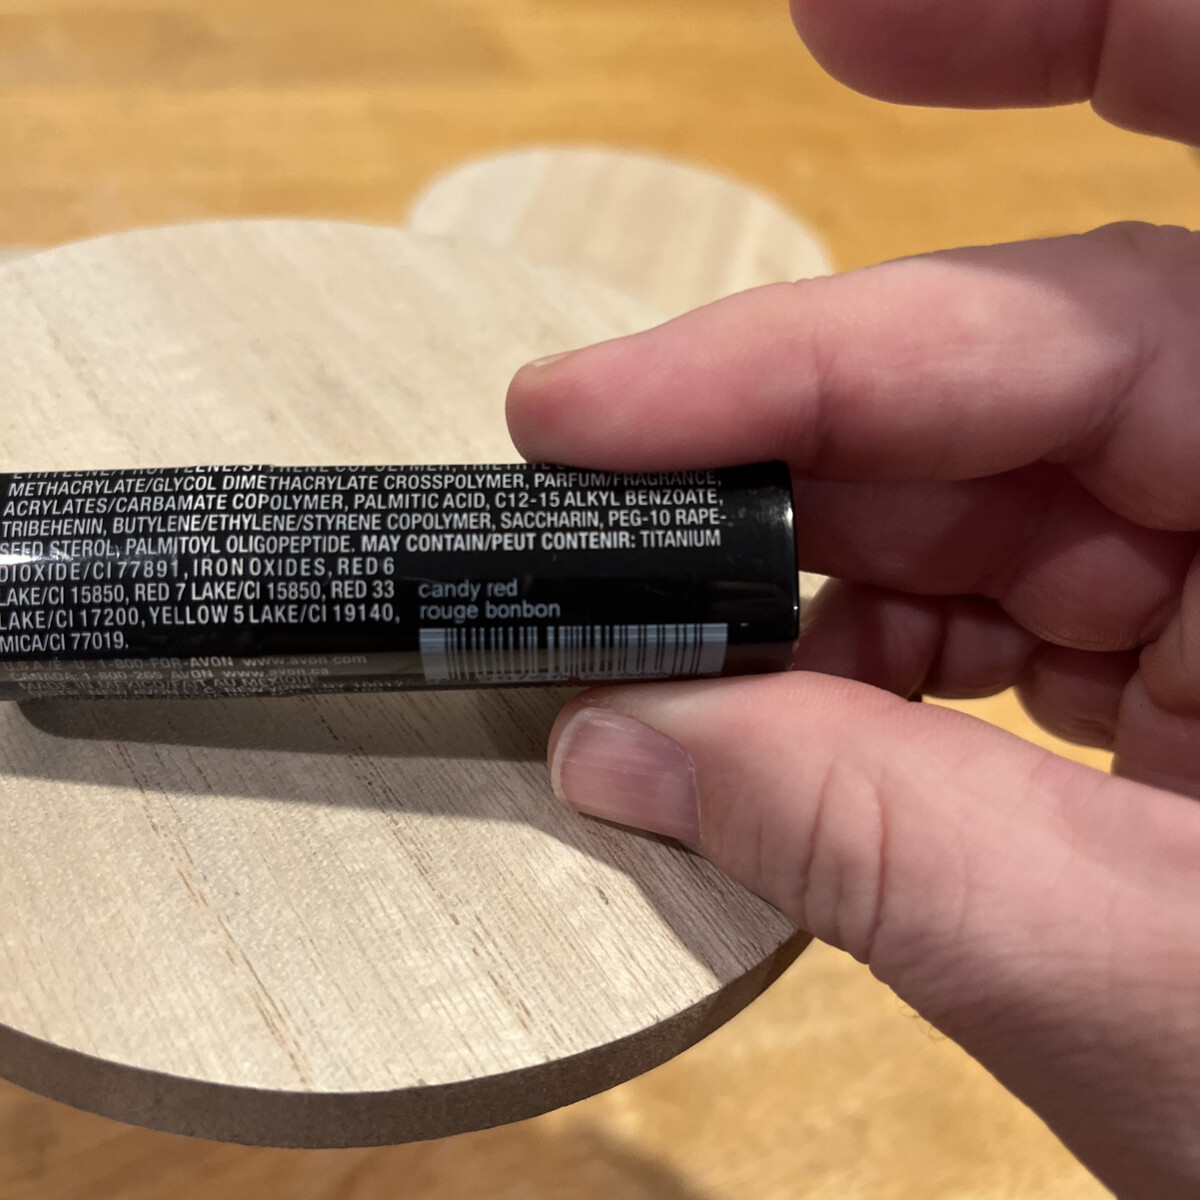 COPOLYMER,
METHACRYLATE/GLYCOL DIMETHACRYLATE CROSSPOLYMER, PARFUM/FRAGRANCE,
ACRYLATES/CARBAMATE COPOLYMER, PALMITIC ACID, C12-15 ALKYL BENZOATE,
TRIBEHENIN, BUTYLENE/ETHYLENE/STYRENE COPOLYMER, SACCHARIN, PEG-10 RAPE-
SEED STEROL, PALMITOYL OLIGOPEPTIDE. MAY CONTAIN/PEUT CONTENIR: TITANIUM
DIOXIDE/CI 77891, IRON OXIDES, RED 6
LAKE/CI 15850, RED 7 LAKE/CI 15850, RED 33
LAKE/CI 17200, YELLOW 5 LAKE/CI 19140,
MICA/CI 77019.
candy red
rouge bonbon
1-800-FOR-AVON www.avon.com
CANADA: 1-800-265-AVON www.avon.ca